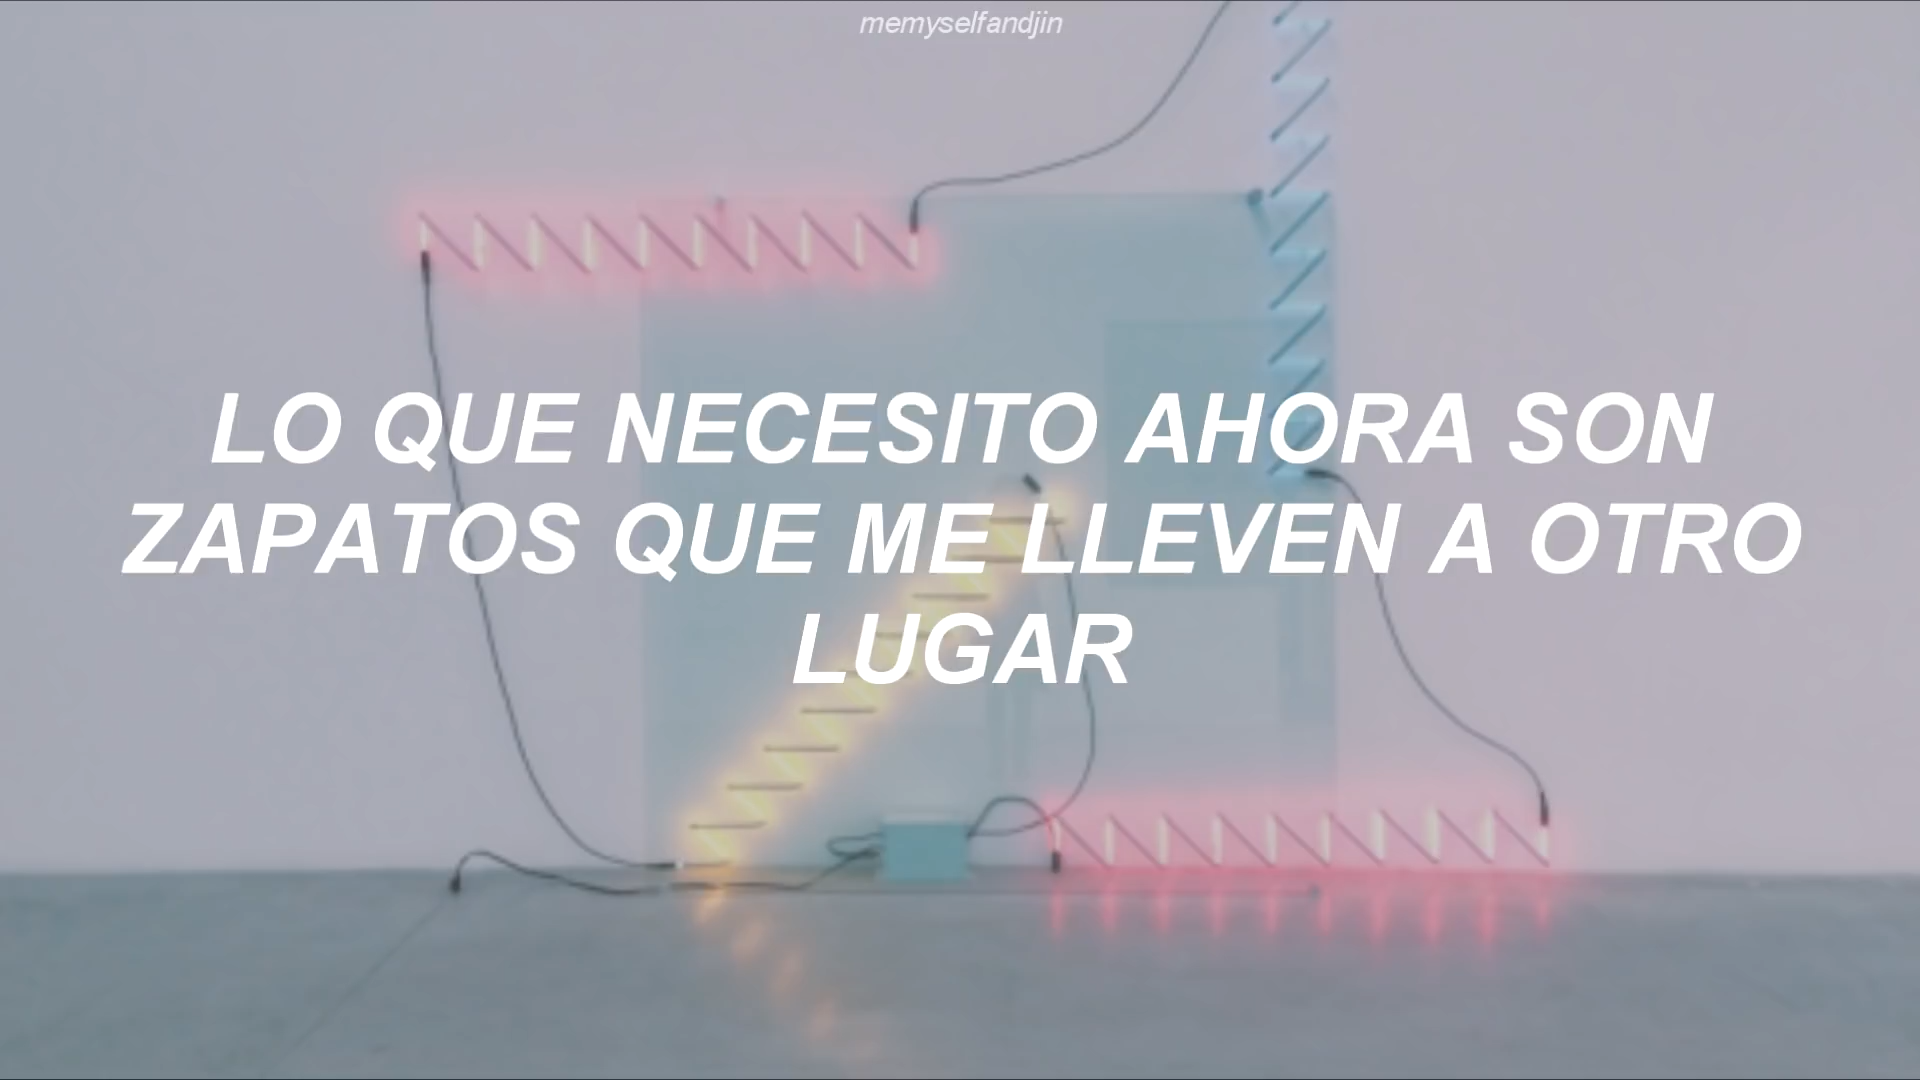 memyselfandjin
LO QUE NECESITO AHORA SON
ZAPATOS QUE ME LLEVEN A OTRO
LUGAR